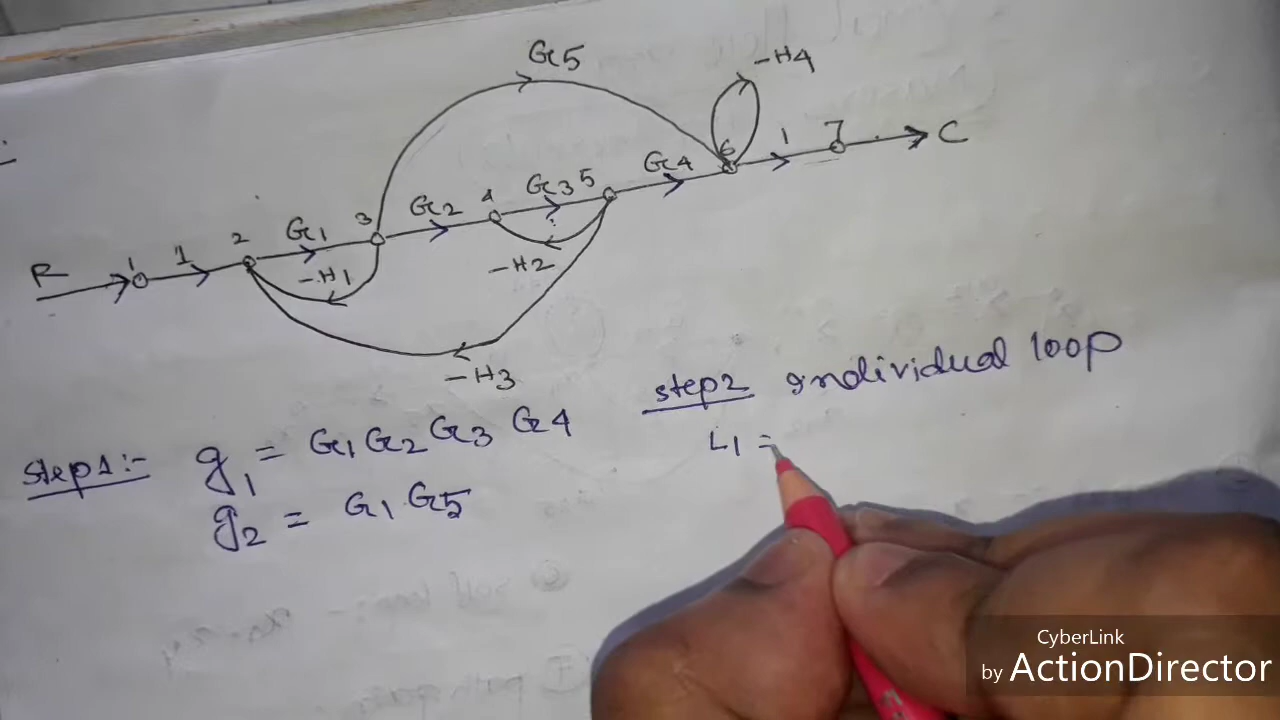 G5
-H4
R 1 1 2 G1 3 G2 4 G3 5 G4 6 1 7 C
-H1
-H2
-H3
step1:- g1 = G1 G2 G3 G4
g2 = G1 G5
step2 individual loop
L1 =
CyberLink
by ActionDirector